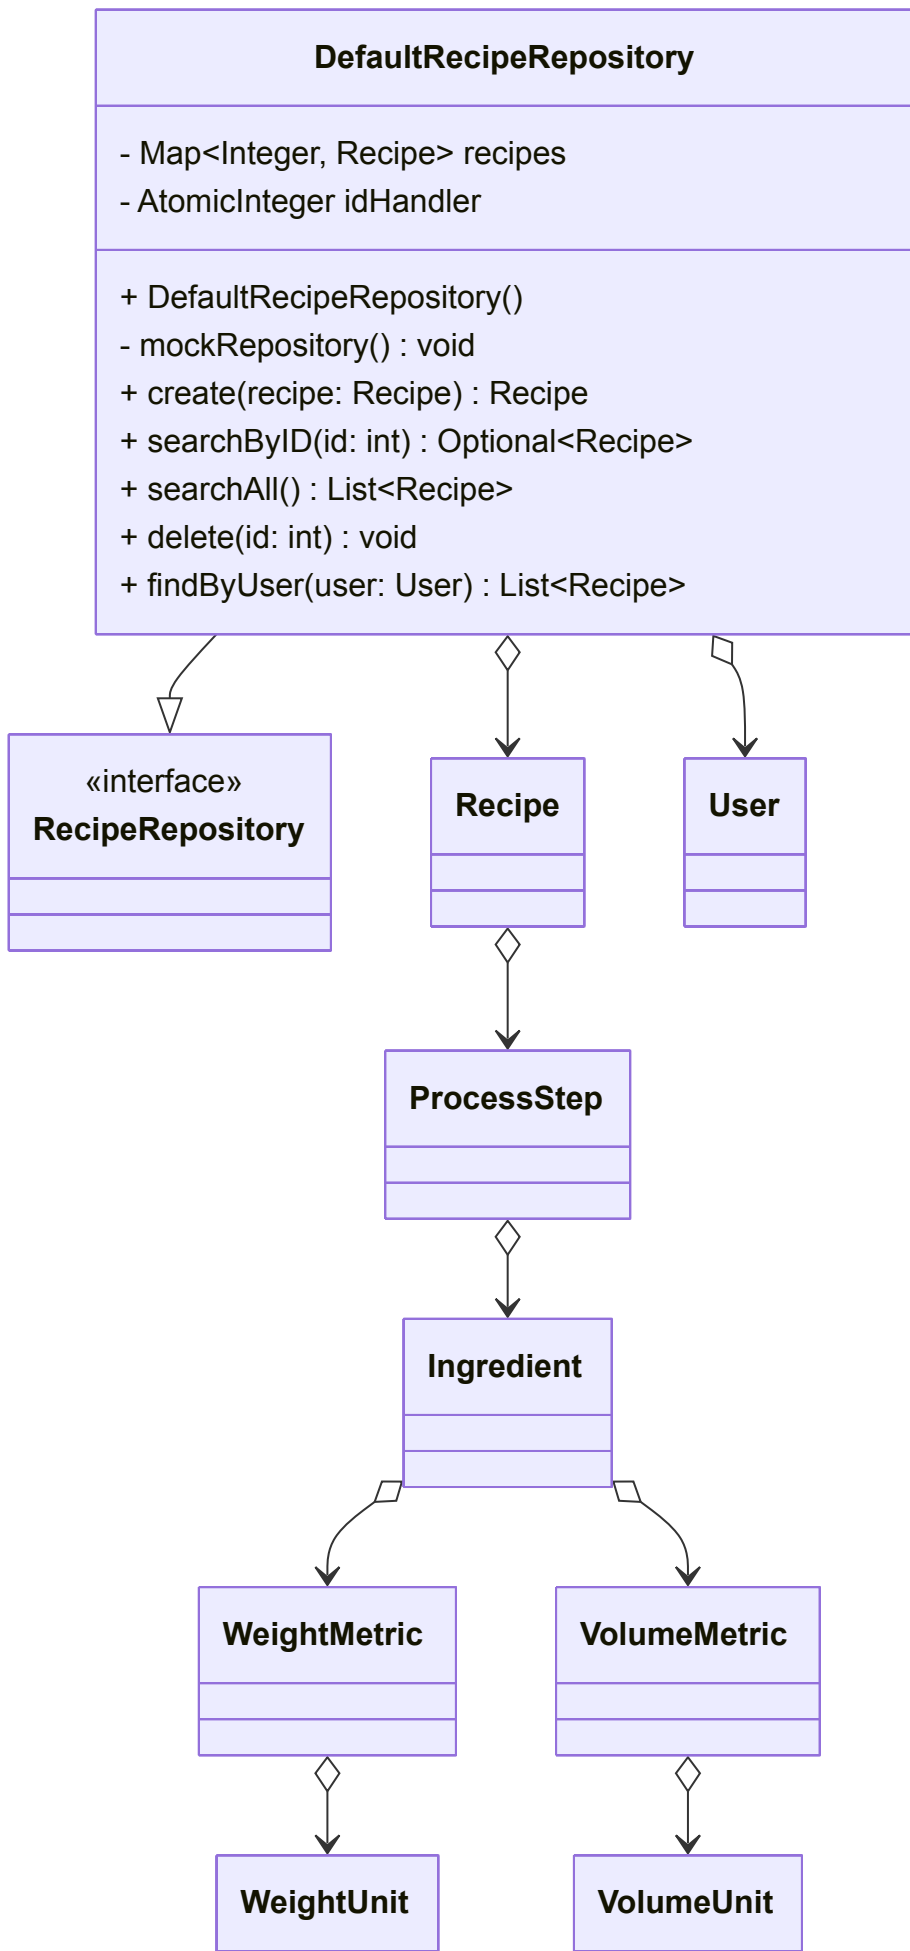 DefaultRecipeRepository
- Map<Integer, Recipe> recipes
- AtomicInteger idHandler
+ DefaultRecipeRepository()
- mockRepository() : void
+ create(recipe: Recipe) : Recipe
+ searchByID(id: int) : Optional<Recipe>
+ searchAll() : List<Recipe>
+ delete(id: int) : void
+ findByUser(user: User) : List<Recipe>
«interface»
RecipeRepository
Recipe
User
ProcessStep
Ingredient
WeightMetric
VolumeMetric
WeightUnit
VolumeUnit